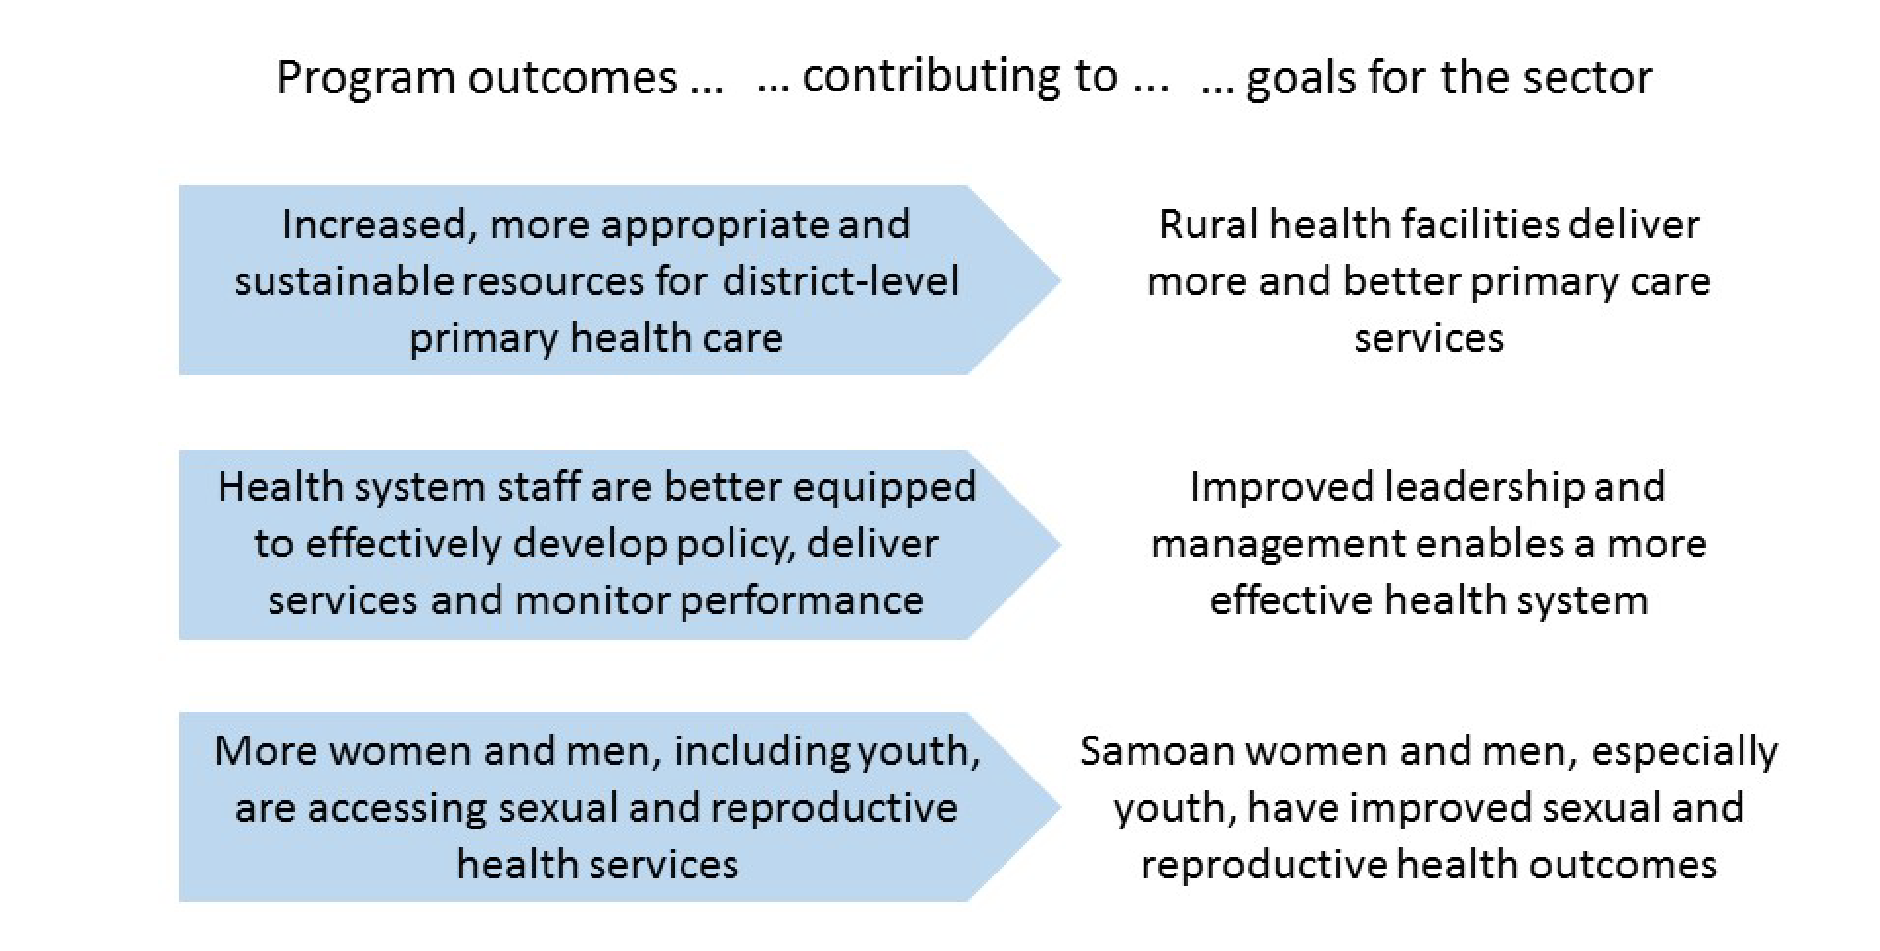 Program outcomes ... ... contributing to ... ... goals for the sector
Increased, more appropriate and
sustainable resources for district-level
primary health care
Rural health facilities deliver
more and better primary care
services
Health system staff are better equipped
to effectively develop policy, deliver
services and monitor performance
Improved leadership and
management enables a more
effective health system
More women and men, including youth,
are accessing sexual and reproductive
health services
Samoan women and men, especially
youth, have improved sexual and
reproductive health outcomes